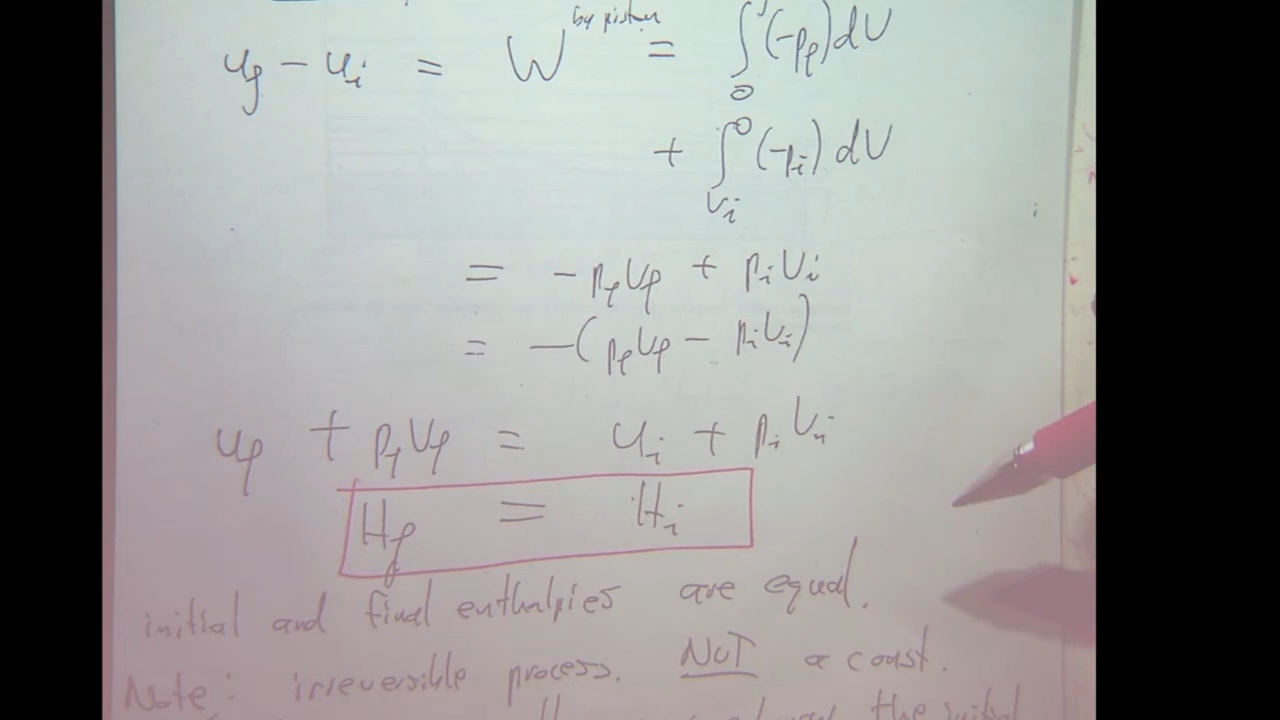 by piston
u_f - u_i = W = ∫_0 (-p_f) dV
+ ∫_{V_i}^0 (-p_i) dV
= - p_f V_f + p_i V_i
= -(p_f V_f - p_i V_i)
u_f + p_f V_f = u_i + p_i V_i
H_f = H_i
initial and final enthalpies are equal.
Note: irreversible process. NOT a const.
the initial